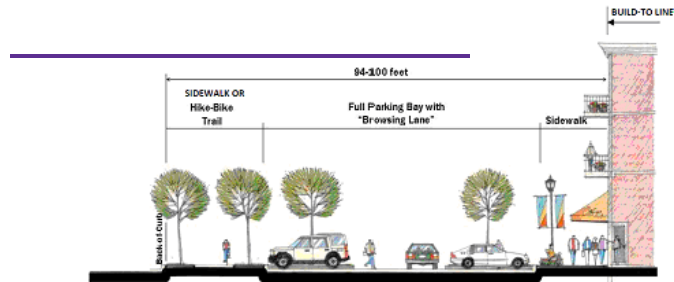 BUILD-TO LINE
94-100 feet
SIDEWALK OR
Hike-Bike
Trail
Full Parking Bay with
"Browsing Lane"
Sidewalk
Back of Curb